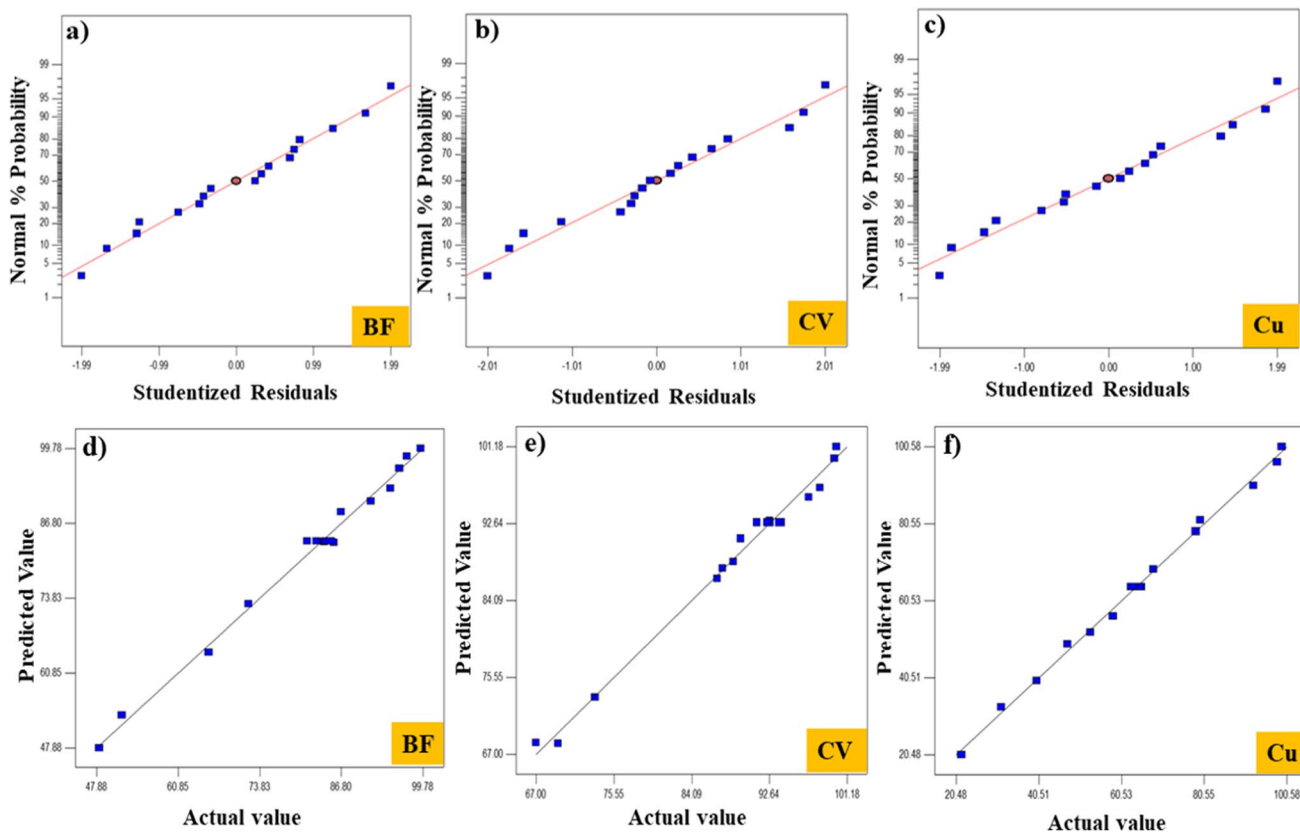 a)
Normal % Probability
99
95
90
80
70
50
30
20
10
5
1
BF
-1.99 -0.99 0.00 0.99 1.99
Studentized Residuals
b)
Normal % Probability
99
95
90
80
70
50
30
20
10
5
1
CV
-2.01 -1.01 0.00 1.01 2.01
Studentized Residuals
c)
Normal % Probability
99
95
90
80
70
50
30
20
10
5
1
Cu
-1.99 -1.00 0.00 1.00 1.99
Studentized Residuals
d)
Predicted Value
99.78
86.80
73.83
60.85
47.88
BF
47.88 60.85 73.83 86.80 99.78
Actual value
e)
Predicted Value
101.18
92.64
84.09
75.55
67.00
CV
67.00 75.55 84.09 92.64 101.18
Actual value
f)
Predicted Value
100.58
80.55
60.53
40.51
20.48
Cu
20.48 40.51 60.53 80.55 100.58
Actual value